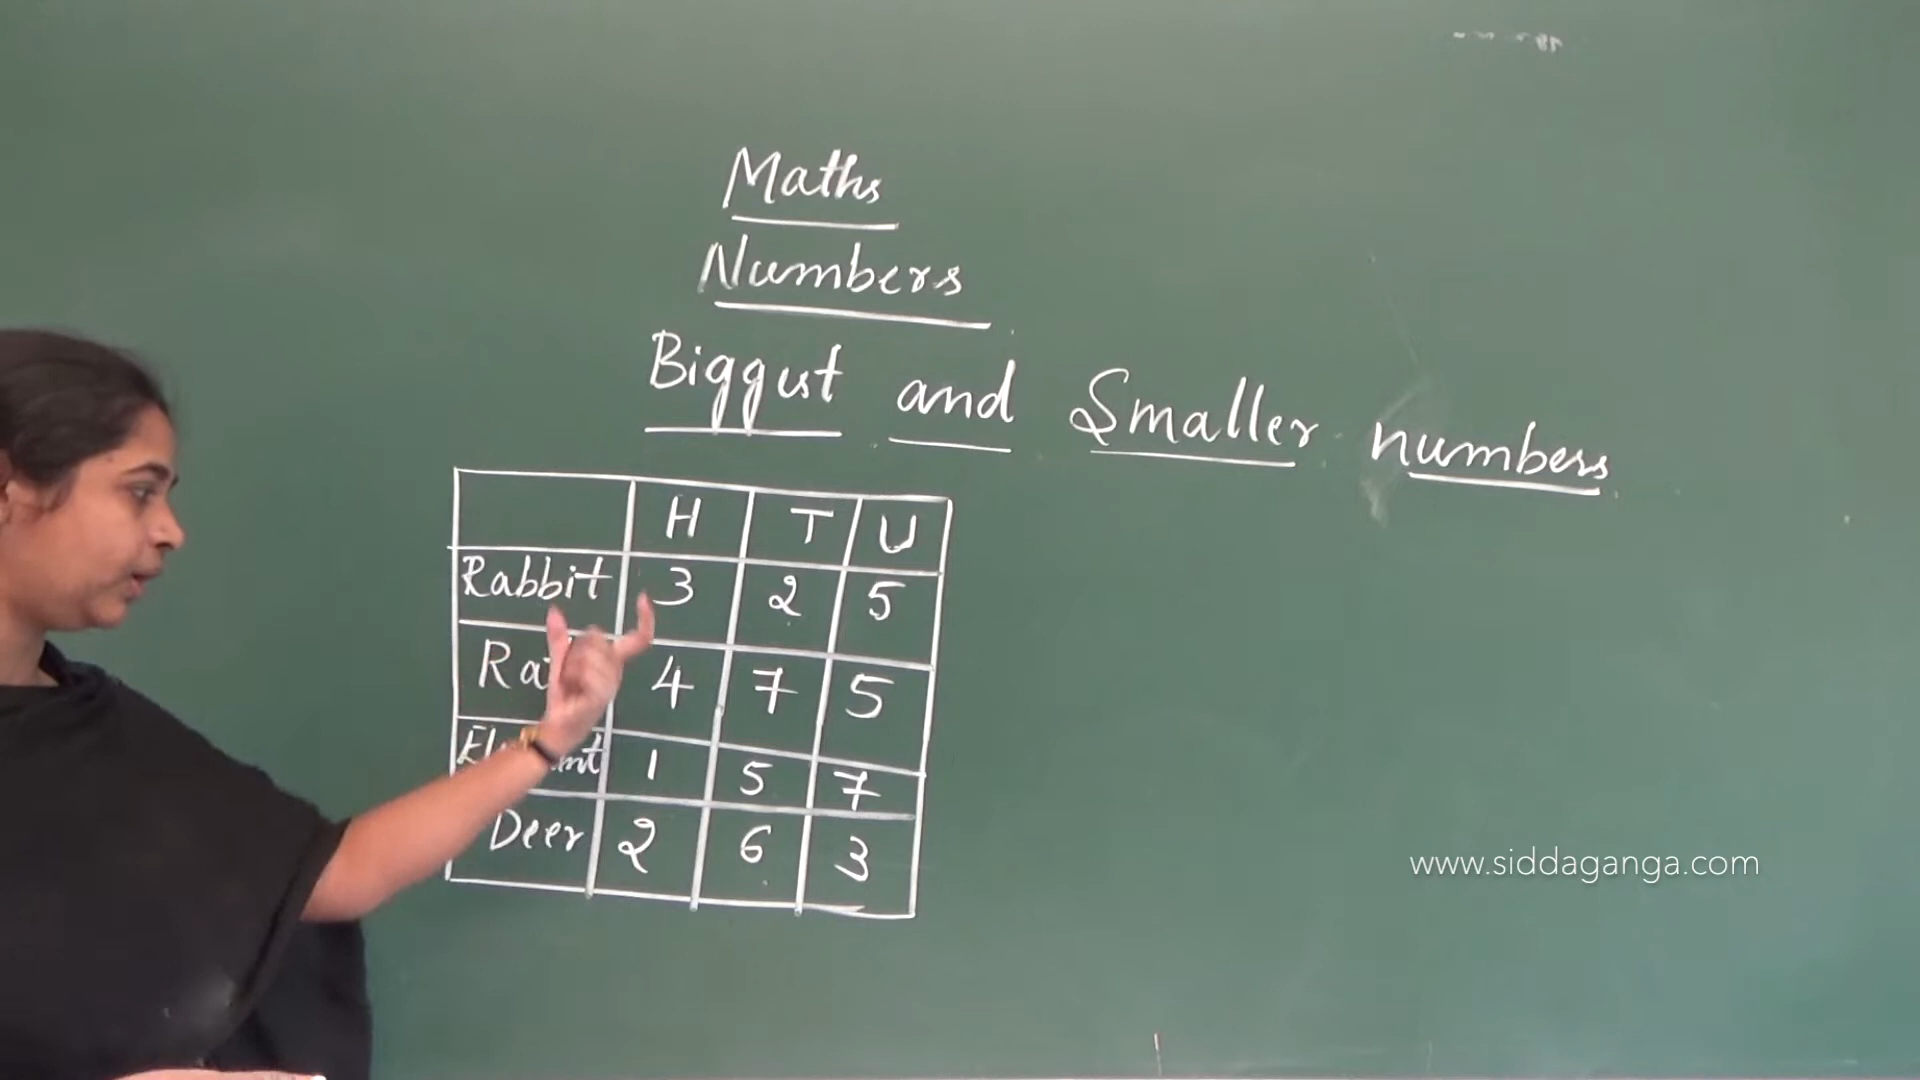 Maths
Numbers
Biggest and Smaller numbers
H T U
Rabbit 3 2 5
4 7 5
1 5 7
Deer 2 6 3
www.siddaganga.com